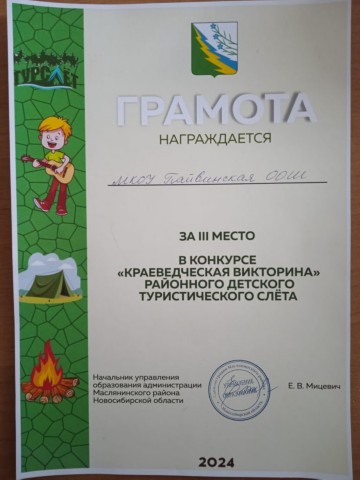 ТУРСЛЁТ
ГРАМОТА
НАГРАЖДАЕТСЯ
МКОУ Пайвинская ООШ
ЗА III МЕСТО
В КОНКУРСЕ
«КРАЕВЕДЧЕСКАЯ ВИКТОРИНА»
РАЙОННОГО ДЕТСКОГО
ТУРИСТИЧЕСКОГО СЛЁТА
Начальник управления
образования администрации
Маслянинского района
Новосибирской области
Е. В. Мицевич
2024